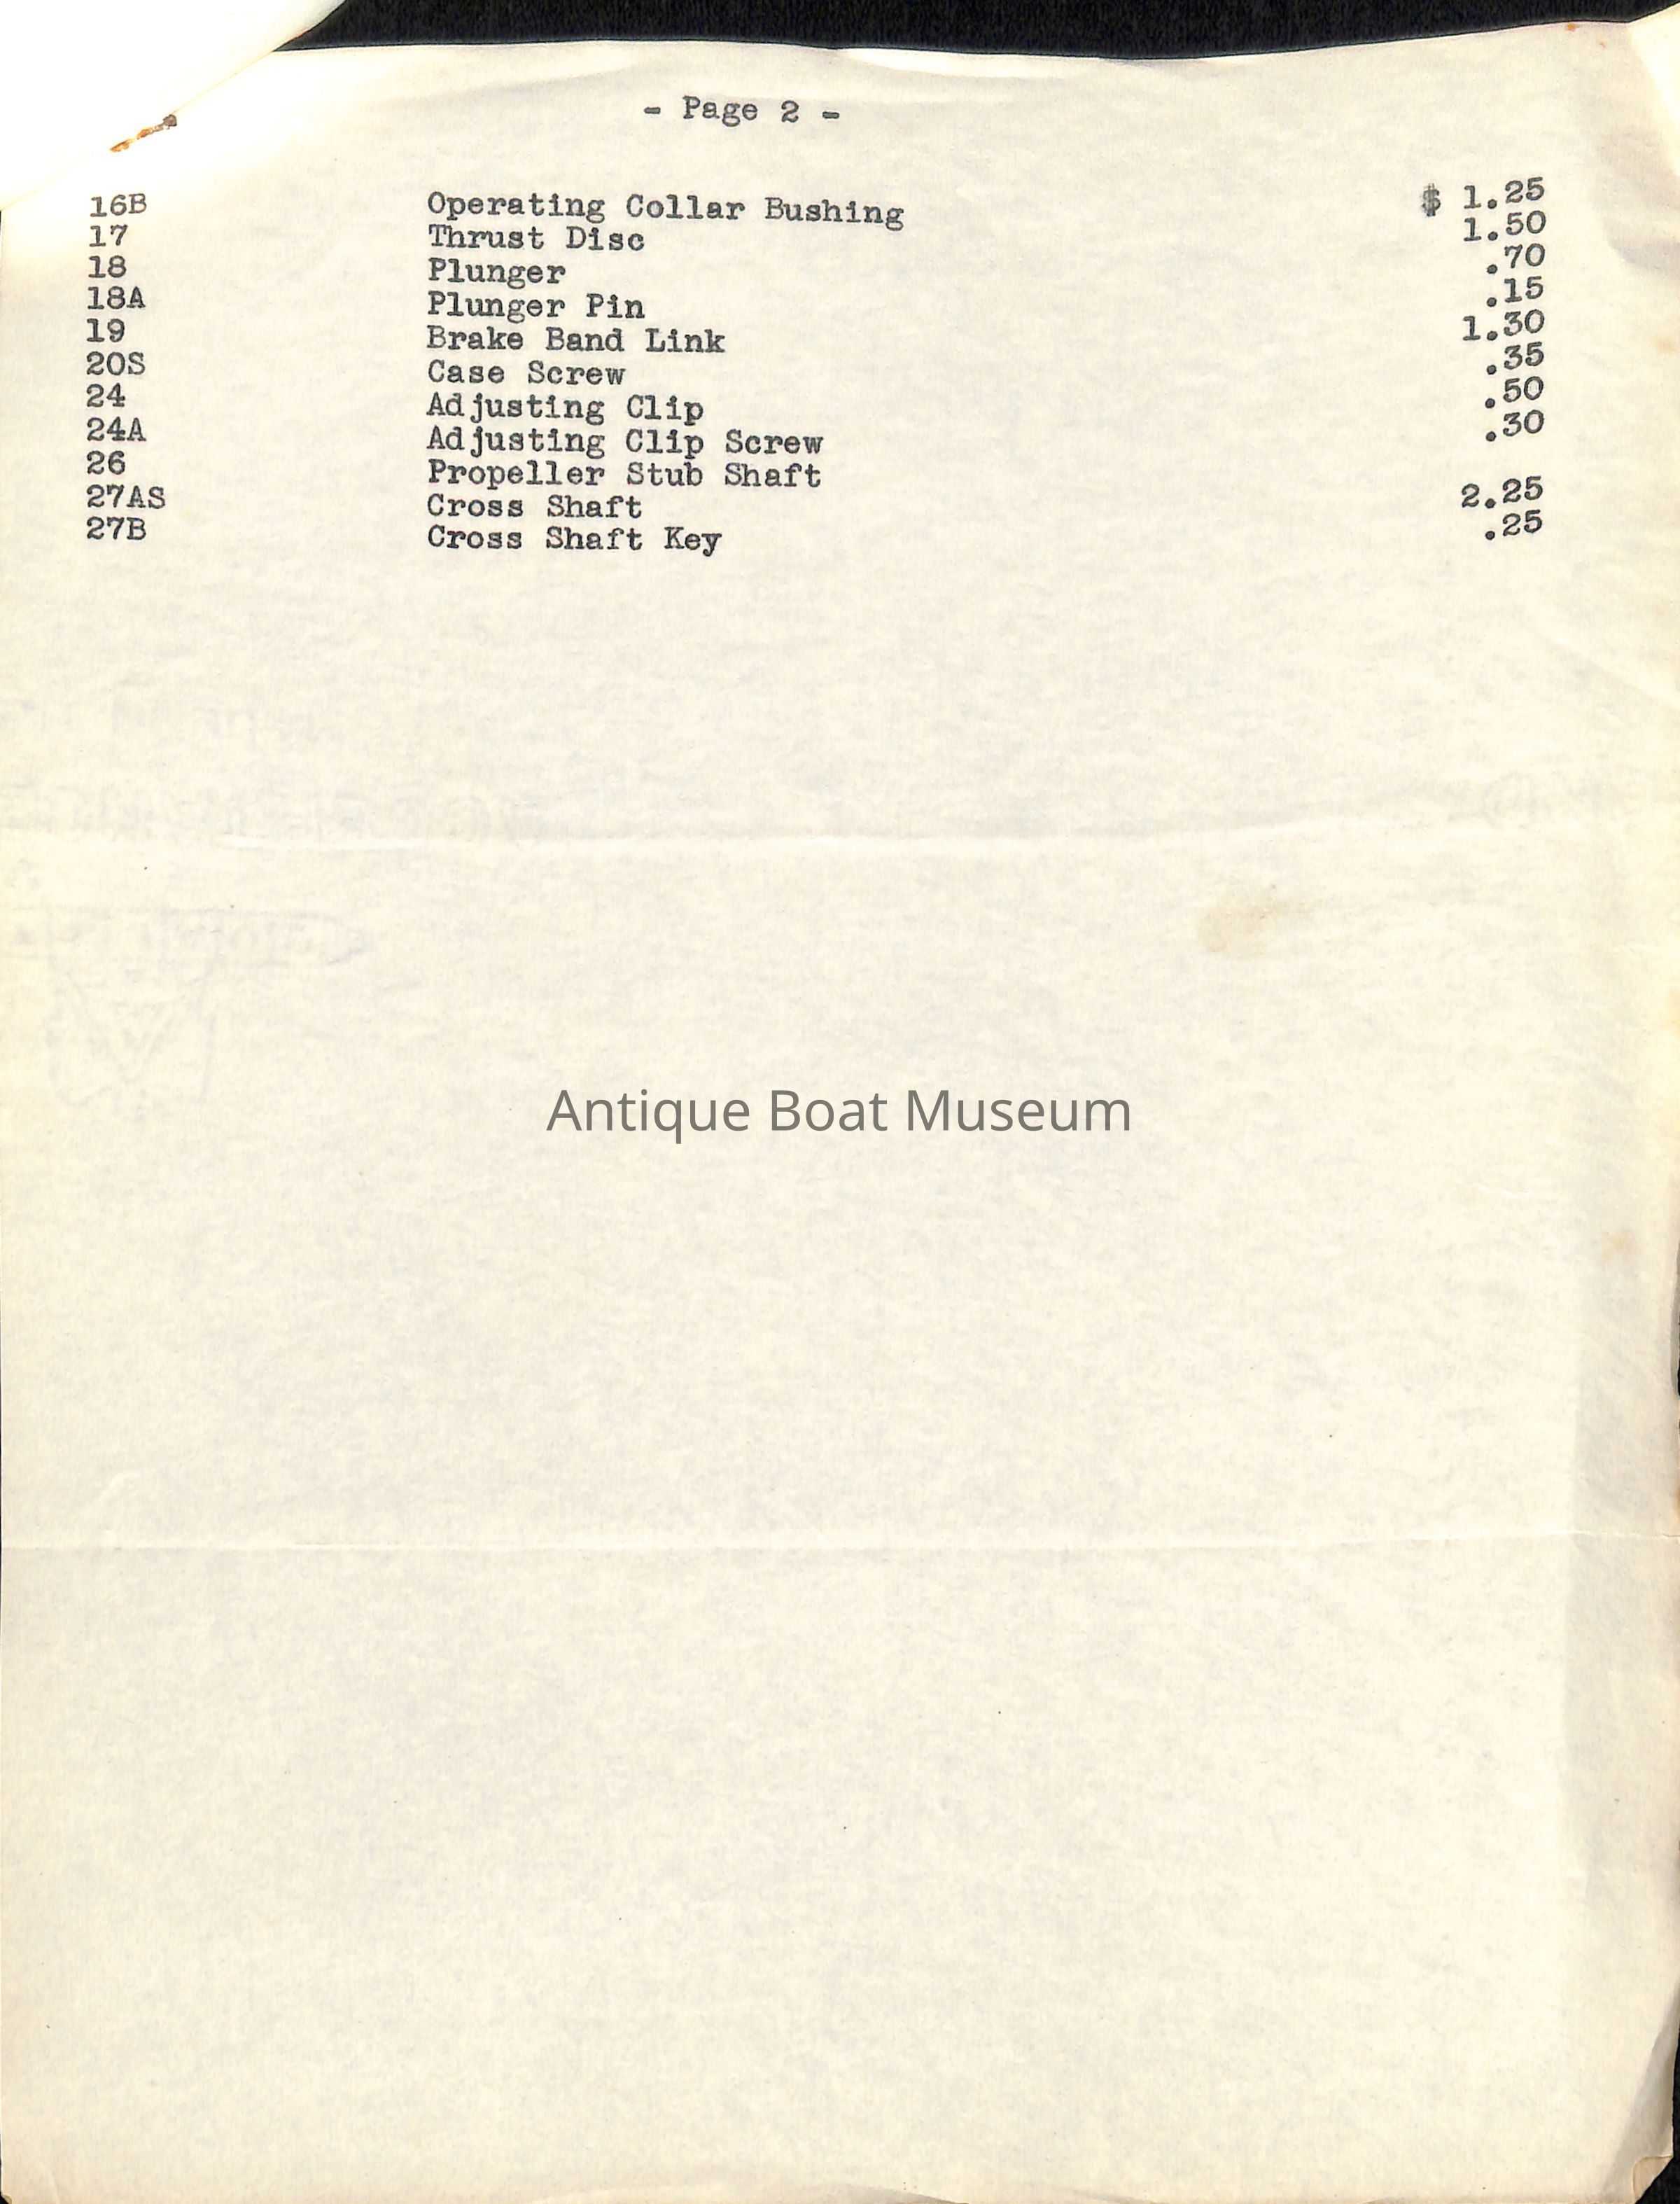 - Page 2 -
16B Operating Collar Bushing $ 1.25
17 Thrust Disc 1.50
18 Plunger .70
18A Plunger Pin .15
19 Brake Band Link 1.30
20S Case Screw .35
24 Adjusting Clip .50
24A Adjusting Clip Screw .30
26 Propeller Stub Shaft
27AS Cross Shaft 2.25
27B Cross Shaft Key .25
Antique Boat Museum